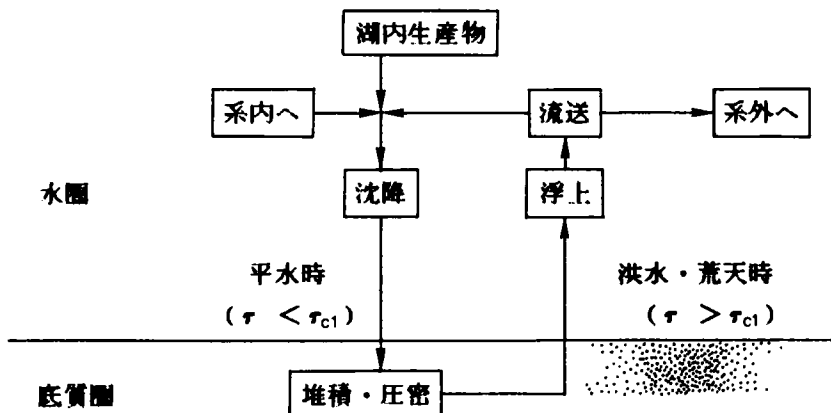 湖内生産物
系内へ
流送
系外へ
水圏
沈降
浮上
平水時
(τ < τc1)
洪水・荒天時
(τ > τc1)
底質圏
堆積・圧密